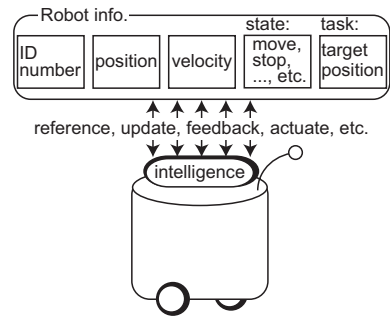 Robot info.
state: task:
ID number
position
velocity
move, stop, ..., etc.
target position
reference, update, feedback, actuate, etc.
intelligence